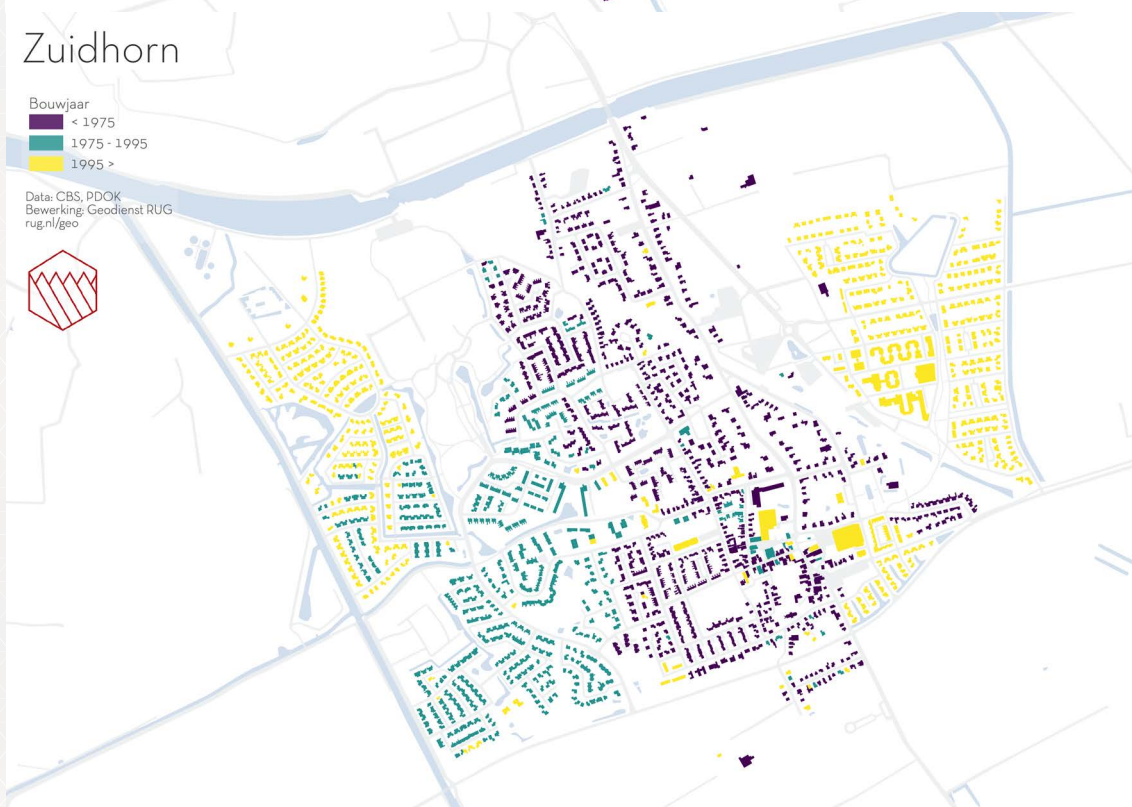 Zuidhorn
Bouwjaar
< 1975
1975 - 1995
1995 >
Data: CBS, PDOK
Bewerking: Geodienst RUG
rug.nl/geo